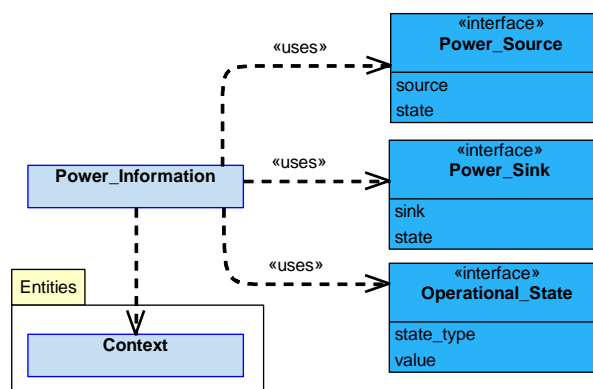 «interface»
Power_Source
«uses»
source
state
«interface»
Power_Sink
«uses»
Power_Information
sink
state
«uses»
«interface»
Operational_State
Entities
state_type
value
Context